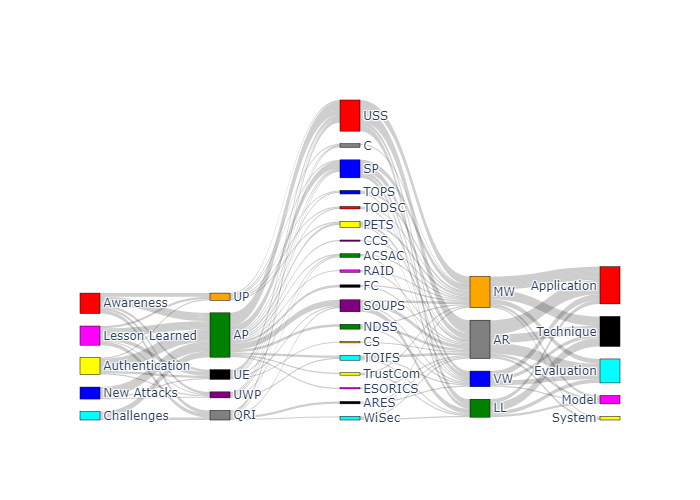 Awareness
Lesson Learned
Authentication
New Attacks
Challenges
UP
AP
UE
UWP
QRI
USS
C
SP
TOPS
TODSC
PETS
CCS
ACSAC
RAID
FC
SOUPS
NDSS
CS
TOIFS
TrustCom
ESORICS
ARES
WiSec
MW
AR
VW
LL
Application
Technique
Evaluation
Model
System